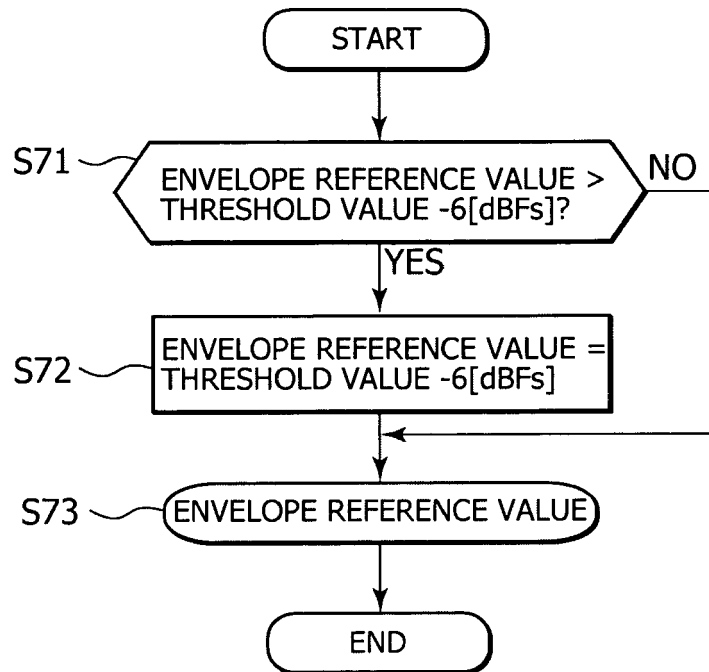 START
S71
ENVELOPE REFERENCE VALUE >
THRESHOLD VALUE -6[dBFs]?
NO
YES
S72
ENVELOPE REFERENCE VALUE =
THRESHOLD VALUE -6[dBFs]
S73
ENVELOPE REFERENCE VALUE
END